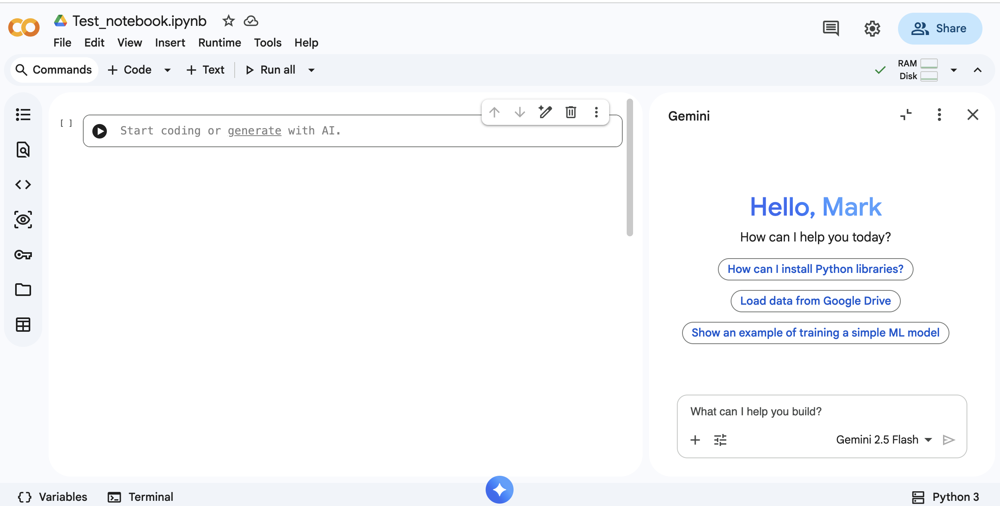 Test_notebook.ipynb
File Edit View Insert Runtime Tools Help
Share
Commands + Code + Text Run all
RAM
Disk
[ ]
Start coding or generate with AI.
Gemini
Hello, Mark
How can I help you today?
How can I install Python libraries?
Load data from Google Drive
Show an example of training a simple ML model
What can I help you build?
Gemini 2.5 Flash
{} Variables
Terminal
Python 3